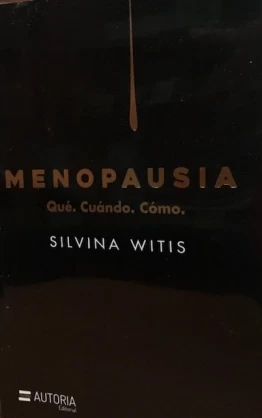 MENOPAUSIA
Qué. Cuándo. Cómo.
SILVINA WITIS
AUTORIA
Editorial